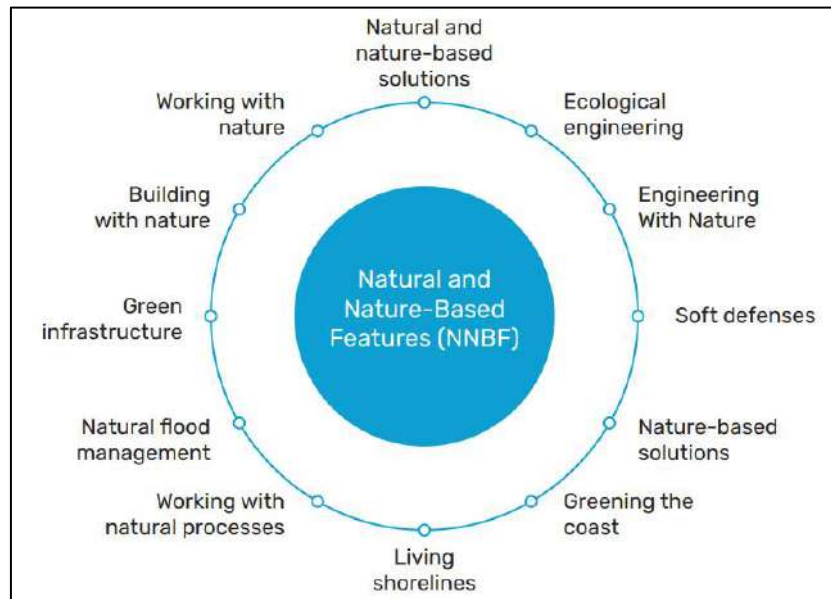 Natural and
nature-based
solutions
Ecological
engineering
Engineering
With Nature
Soft defenses
Nature-based
solutions
Greening the
coast
Living
shorelines
Working with
natural processes
Natural flood
management
Green
infrastructure
Building
with nature
Working with
nature
Natural and
Nature-Based
Features (NNBF)